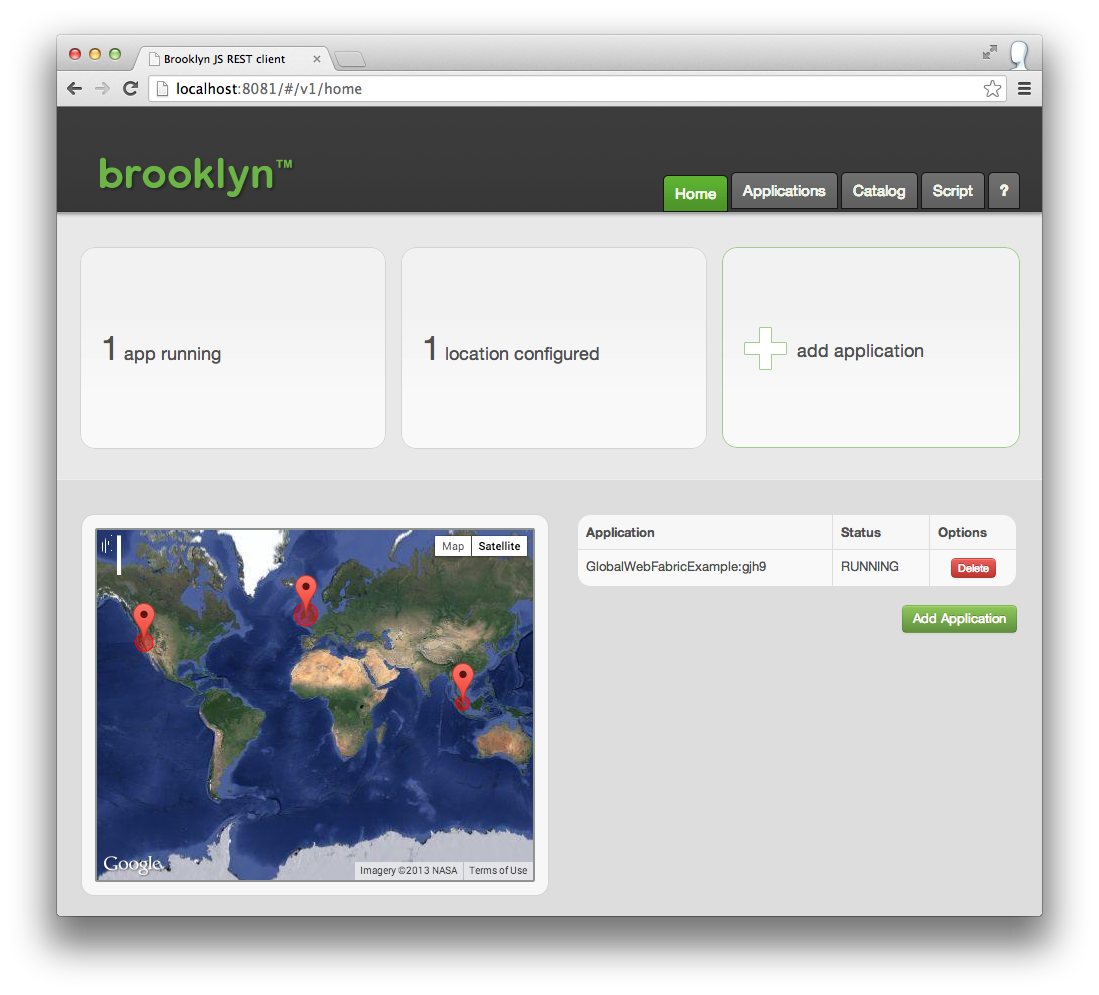 Brooklyn JS REST client
localhost:8081/#/v1/home
brooklyn™
Home
Applications
Catalog
Script
?
1 app running
1 location configured
add application
Map
Satellite
Google
Imagery ©2013 NASA
Terms of Use
Application Status Options
GlobalWebFabricExample:gjh9 RUNNING Delete
Add Application